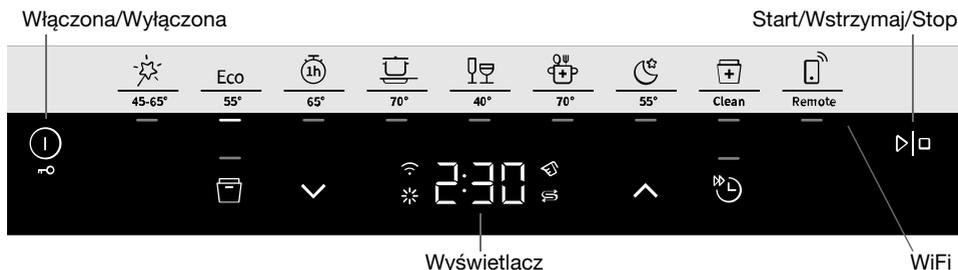 Włączona/Wyłączona
Start/Wstrzymaj/Stop
Eco
1h
45-65°
55°
65°
70°
40°
70°
55°
Clean
Remote
2:30
Wyświetlacz
WiFi